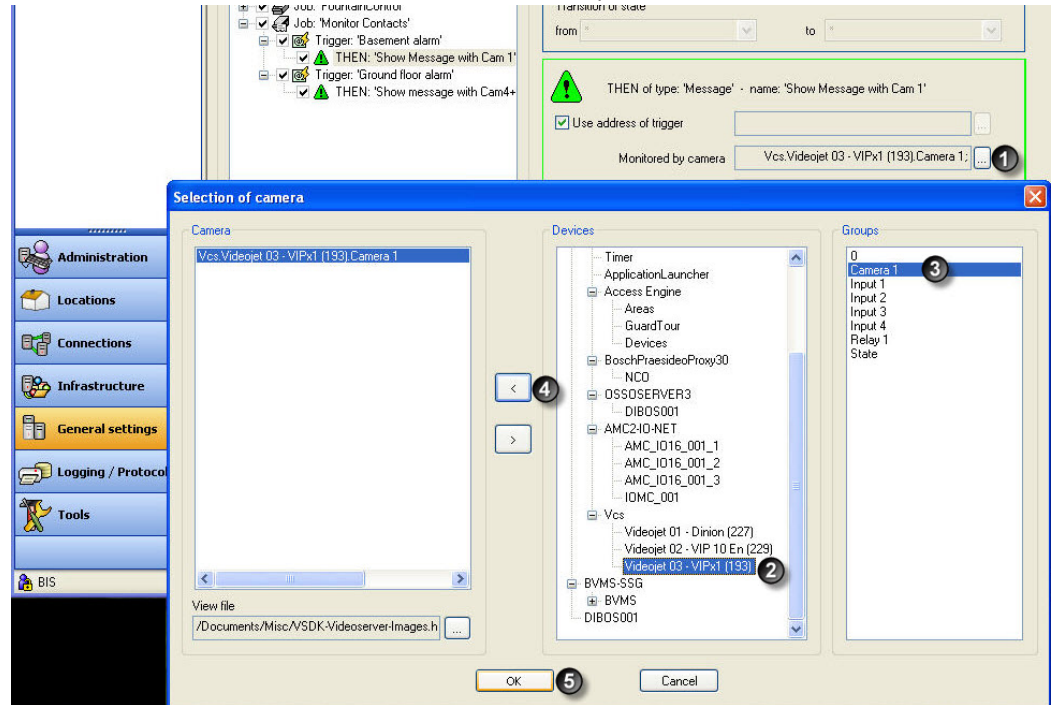 Job: 'FountainControl'
Job: 'Monitor Contacts'
Trigger: 'Basement alarm'
THEN: 'Show Message with Cam 1'
Trigger: 'Ground floor alarm'
THEN: 'Show message with Cam4+
Transition of state
from *
to *
THEN of type: 'Message' - name: 'Show Message with Cam 1'
Use address of trigger
...
Monitored by camera
Vcs.Videojet 03 - VIPx1 (193).Camera 1;
...
1
Administration
Locations
Connections
Infrastructure
General settings
Logging / Protocol
Tools
BIS
Selection of camera
Camera
Vcs.Videojet 03 - VIPx1 (193).Camera 1
View file
/Documents/Misc/VSDK-Videoserver-Images.h
...
<
4
>
Devices
Timer
ApplicationLauncher
Access Engine
Areas
GuardTour
Devices
BoschPraesideoProxy30
NCO
OSSOSERVER3
DIBOS001
AMC2-IO-NET
AMC_IO16_001_1
AMC_IO16_001_2
AMC_IO16_001_3
IOMC_001
Vcs
Videojet 01 - Dinion (227)
Videojet 02 - VIP 10 En (229)
Videojet 03 - VIPx1 (193)
2
BVMS-SSG
BVMS
DIBOS001
Groups
0
Camera 1
3
Input 1
Input 2
Input 3
Input 4
Relay 1
State
OK
5
Cancel